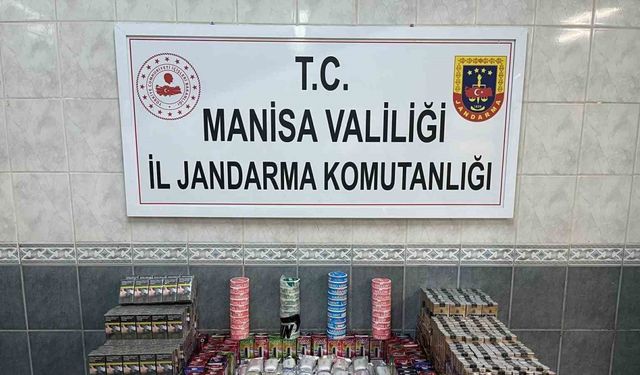 T.C.
MANİSA VALİLİĞİ
İL JANDARMA KOMUTANLIĞI
JANDARMA